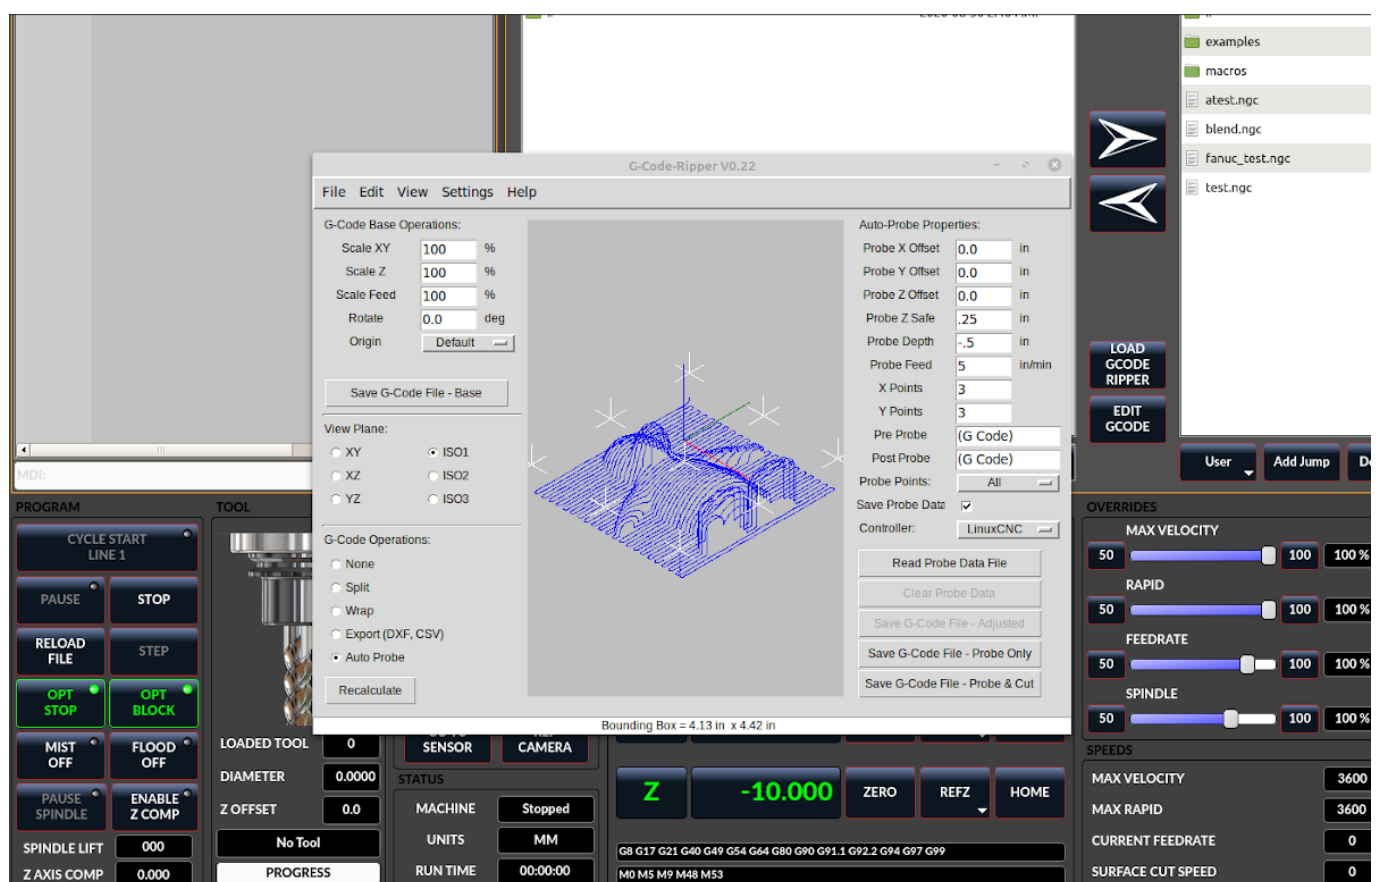 examples
macros
atest.ngc
blend.ngc
fanuc_test.ngc
test.ngc
G-Code-Ripper V0.22
File Edit View Settings Help
G-Code Base Operations:
Scale XY 100 %
Scale Z 100 %
Scale Feed 100 %
Rotate 0.0 deg
Origin Default
Save G-Code File - Base
View Plane:
XY ISO1
XZ ISO2
YZ ISO3
G-Code Operations:
None
Split
Wrap
Export (DXF, CSV)
Auto Probe
Recalculate
Auto-Probe Properties:
Probe X Offset 0.0 in
Probe Y Offset 0.0 in
Probe Z Offset 0.0 in
Probe Z Safe .25 in
Probe Depth -.5 in
Probe Feed 5 in/min
X Points 3
Y Points 3
Pre Probe (G Code)
Post Probe (G Code)
Probe Points: All
Save Probe Data
Controller: LinuxCNC
Read Probe Data File
Clear Probe Data
Save G-Code File - Adjusted
Save G-Code File - Probe Only
Save G-Code File - Probe & Cut
Bounding Box = 4.13 in x 4.42 in
LOAD
GCODE
RIPPER
EDIT
GCODE
User Add Jump
MDI:
PROGRAM
CYCLE START
LINE 1
PAUSE STOP
RELOAD
FILE
STEP
OPT
STOP
OPT
BLOCK
MIST
OFF
FLOOD
OFF
PAUSE
SPINDLE
ENABLE
Z COMP
SPINDLE LIFT 000
Z AXIS COMP 0.000
TOOL
LOADED TOOL 0
DIAMETER 0.0000
Z OFFSET 0.0
No Tool
PROGRESS
SENSOR
CAMERA
STATUS
MACHINE Stopped
UNITS MM
RUN TIME 00:00:00
Z -10.000 ZERO REFZ HOME
G8 G17 G21 G40 G49 G54 G64 G80 G90 G91.1 G92.2 G94 G97 G99
M0 M5 M9 M48 M53
OVERRIDES
MAX VELOCITY
50 100 100 %
RAPID
50 100 100 %
FEEDRATE
50 100 100 %
SPINDLE
50 100 100 %
SPEEDS
MAX VELOCITY 3600
MAX RAPID 3600
CURRENT FEEDRATE 0
SURFACE CUT SPEED 0